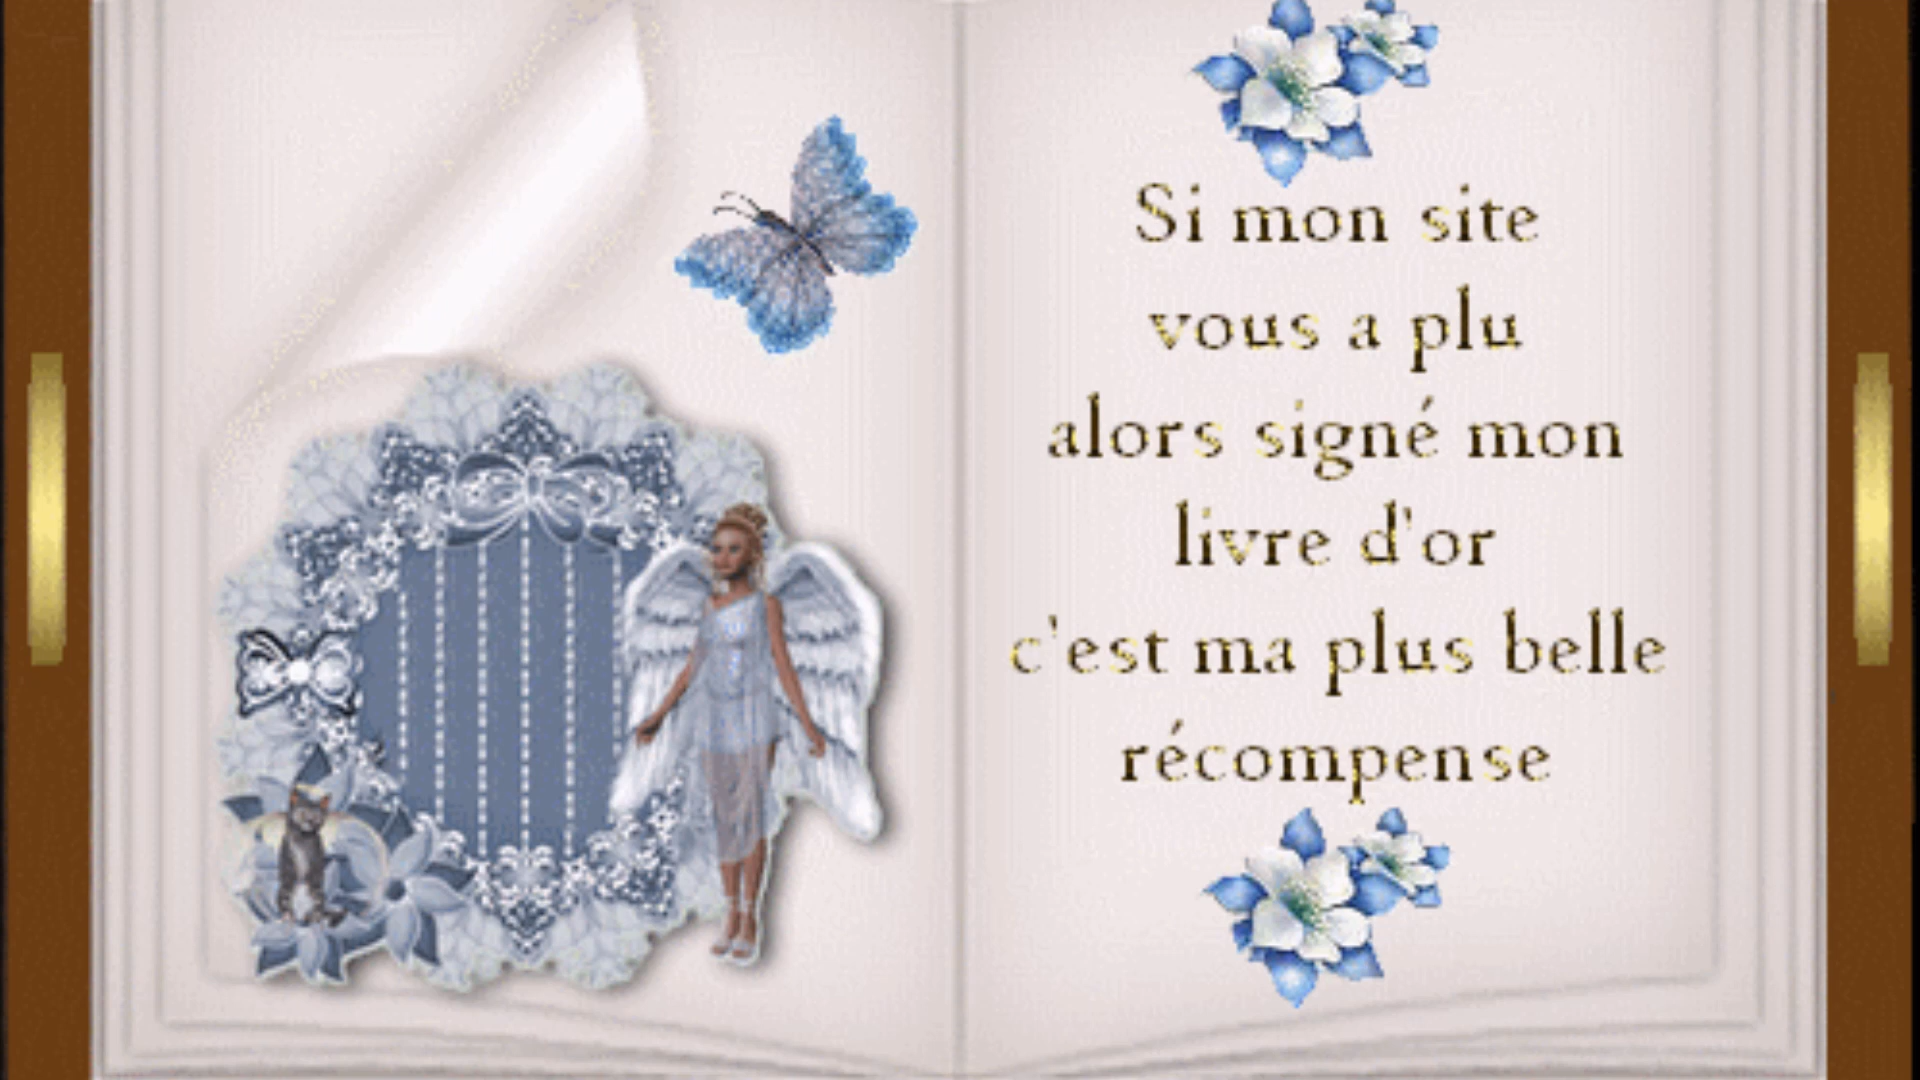 Si mon site
vous a plu
alors signé mon
livre d'or
c'est ma plus belle
récompense